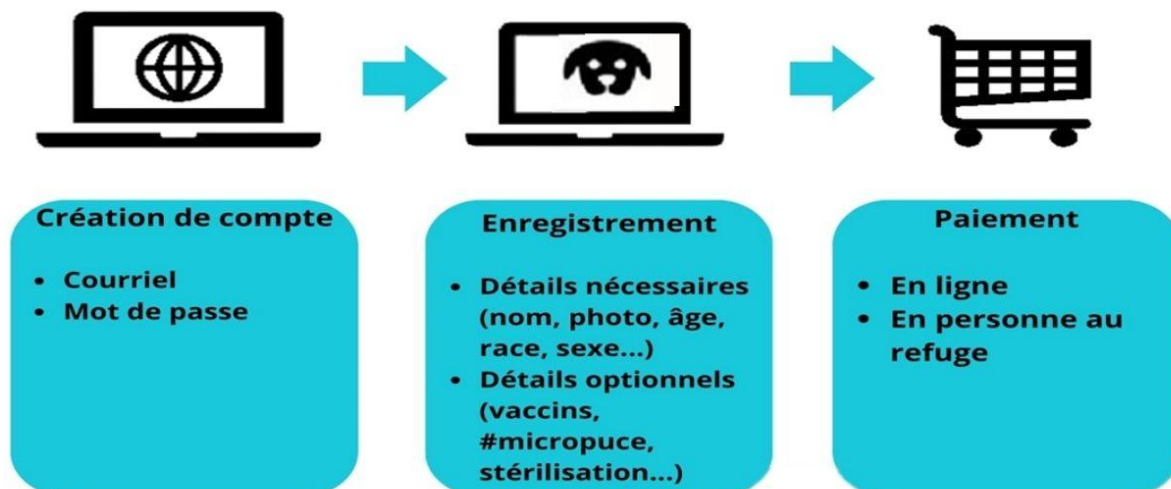 Création de compte
• Courriel
• Mot de passe
Enregistrement
• Détails nécessaires
(nom, photo, âge,
race, sexe...)
• Détails optionnels
(vaccins,
#micropuce,
stérilisation...)
Paiement
• En ligne
• En personne au
refuge